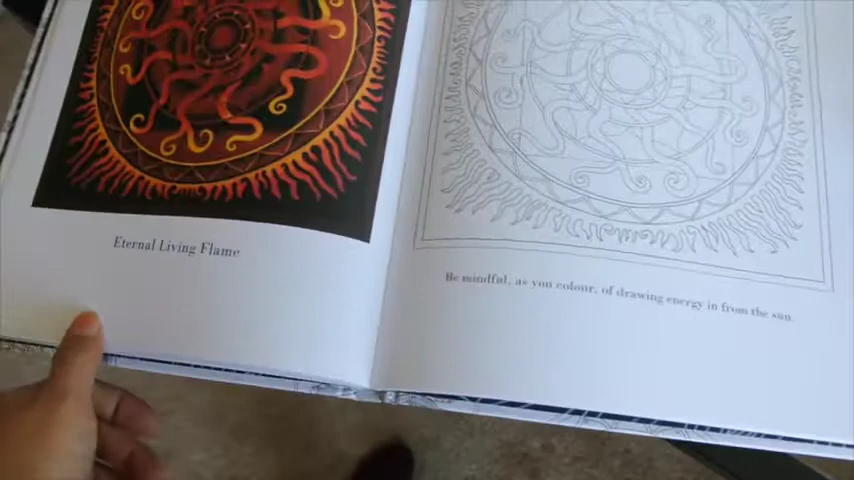 Eternal Living Flame
Be mindful, as you colour, of drawing energy in from the sun.